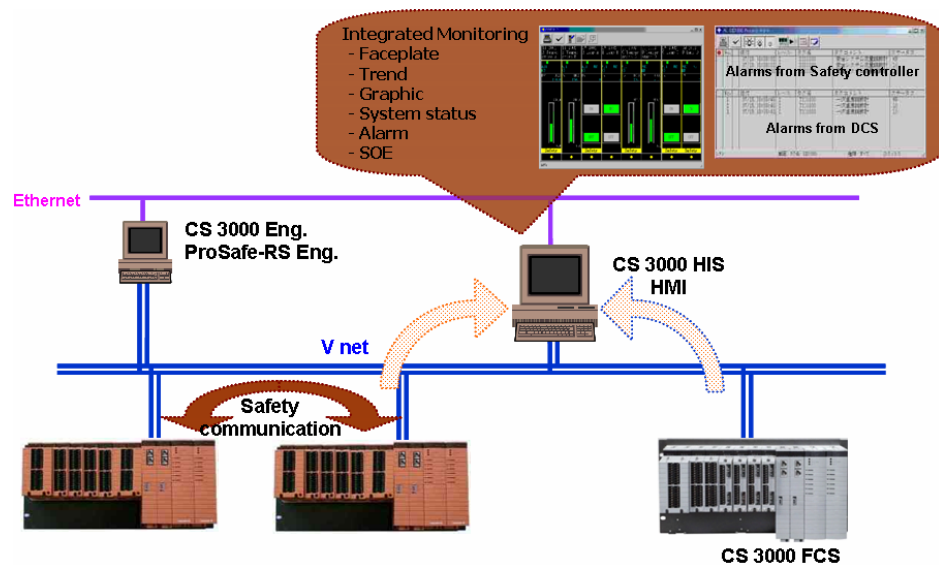 Integrated Monitoring
- Faceplate
- Trend
- Graphic
- System status
- Alarm
- SOE
Alarms from Safety controller
Alarms from DCS
Ethernet
CS 3000 Eng.
ProSafe-RS Eng.
CS 3000 HIS
HMI
V net
Safety
communication
CS 3000 FCS